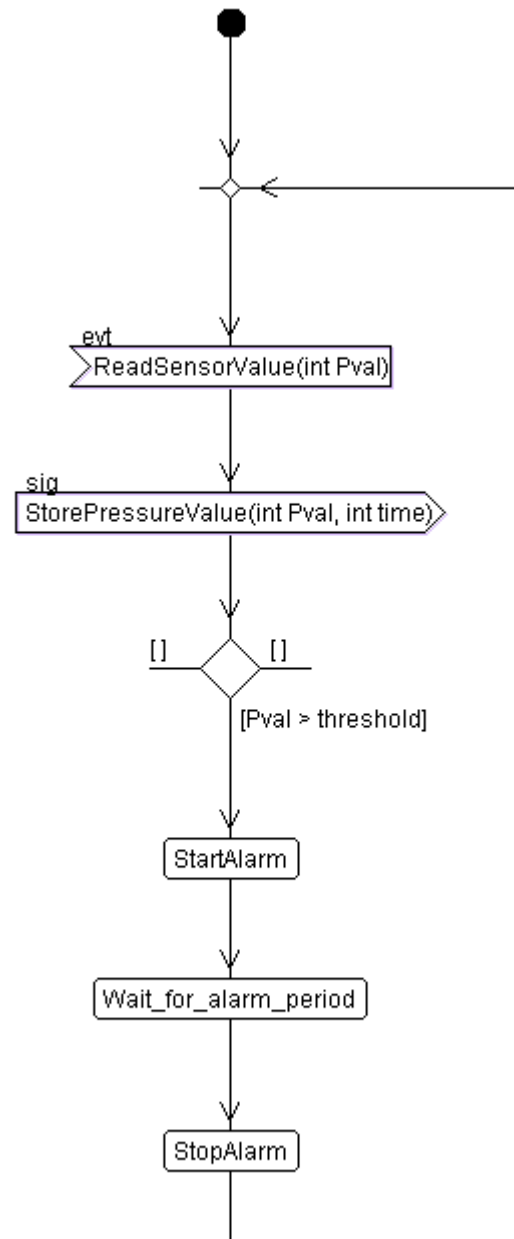 evt
ReadSensorValue(int Pval)
sig
StorePressureValue(int Pval, int time)
[ ] [ ]
[Pval > threshold]
StartAlarm
Wait_for_alarm_period
StopAlarm